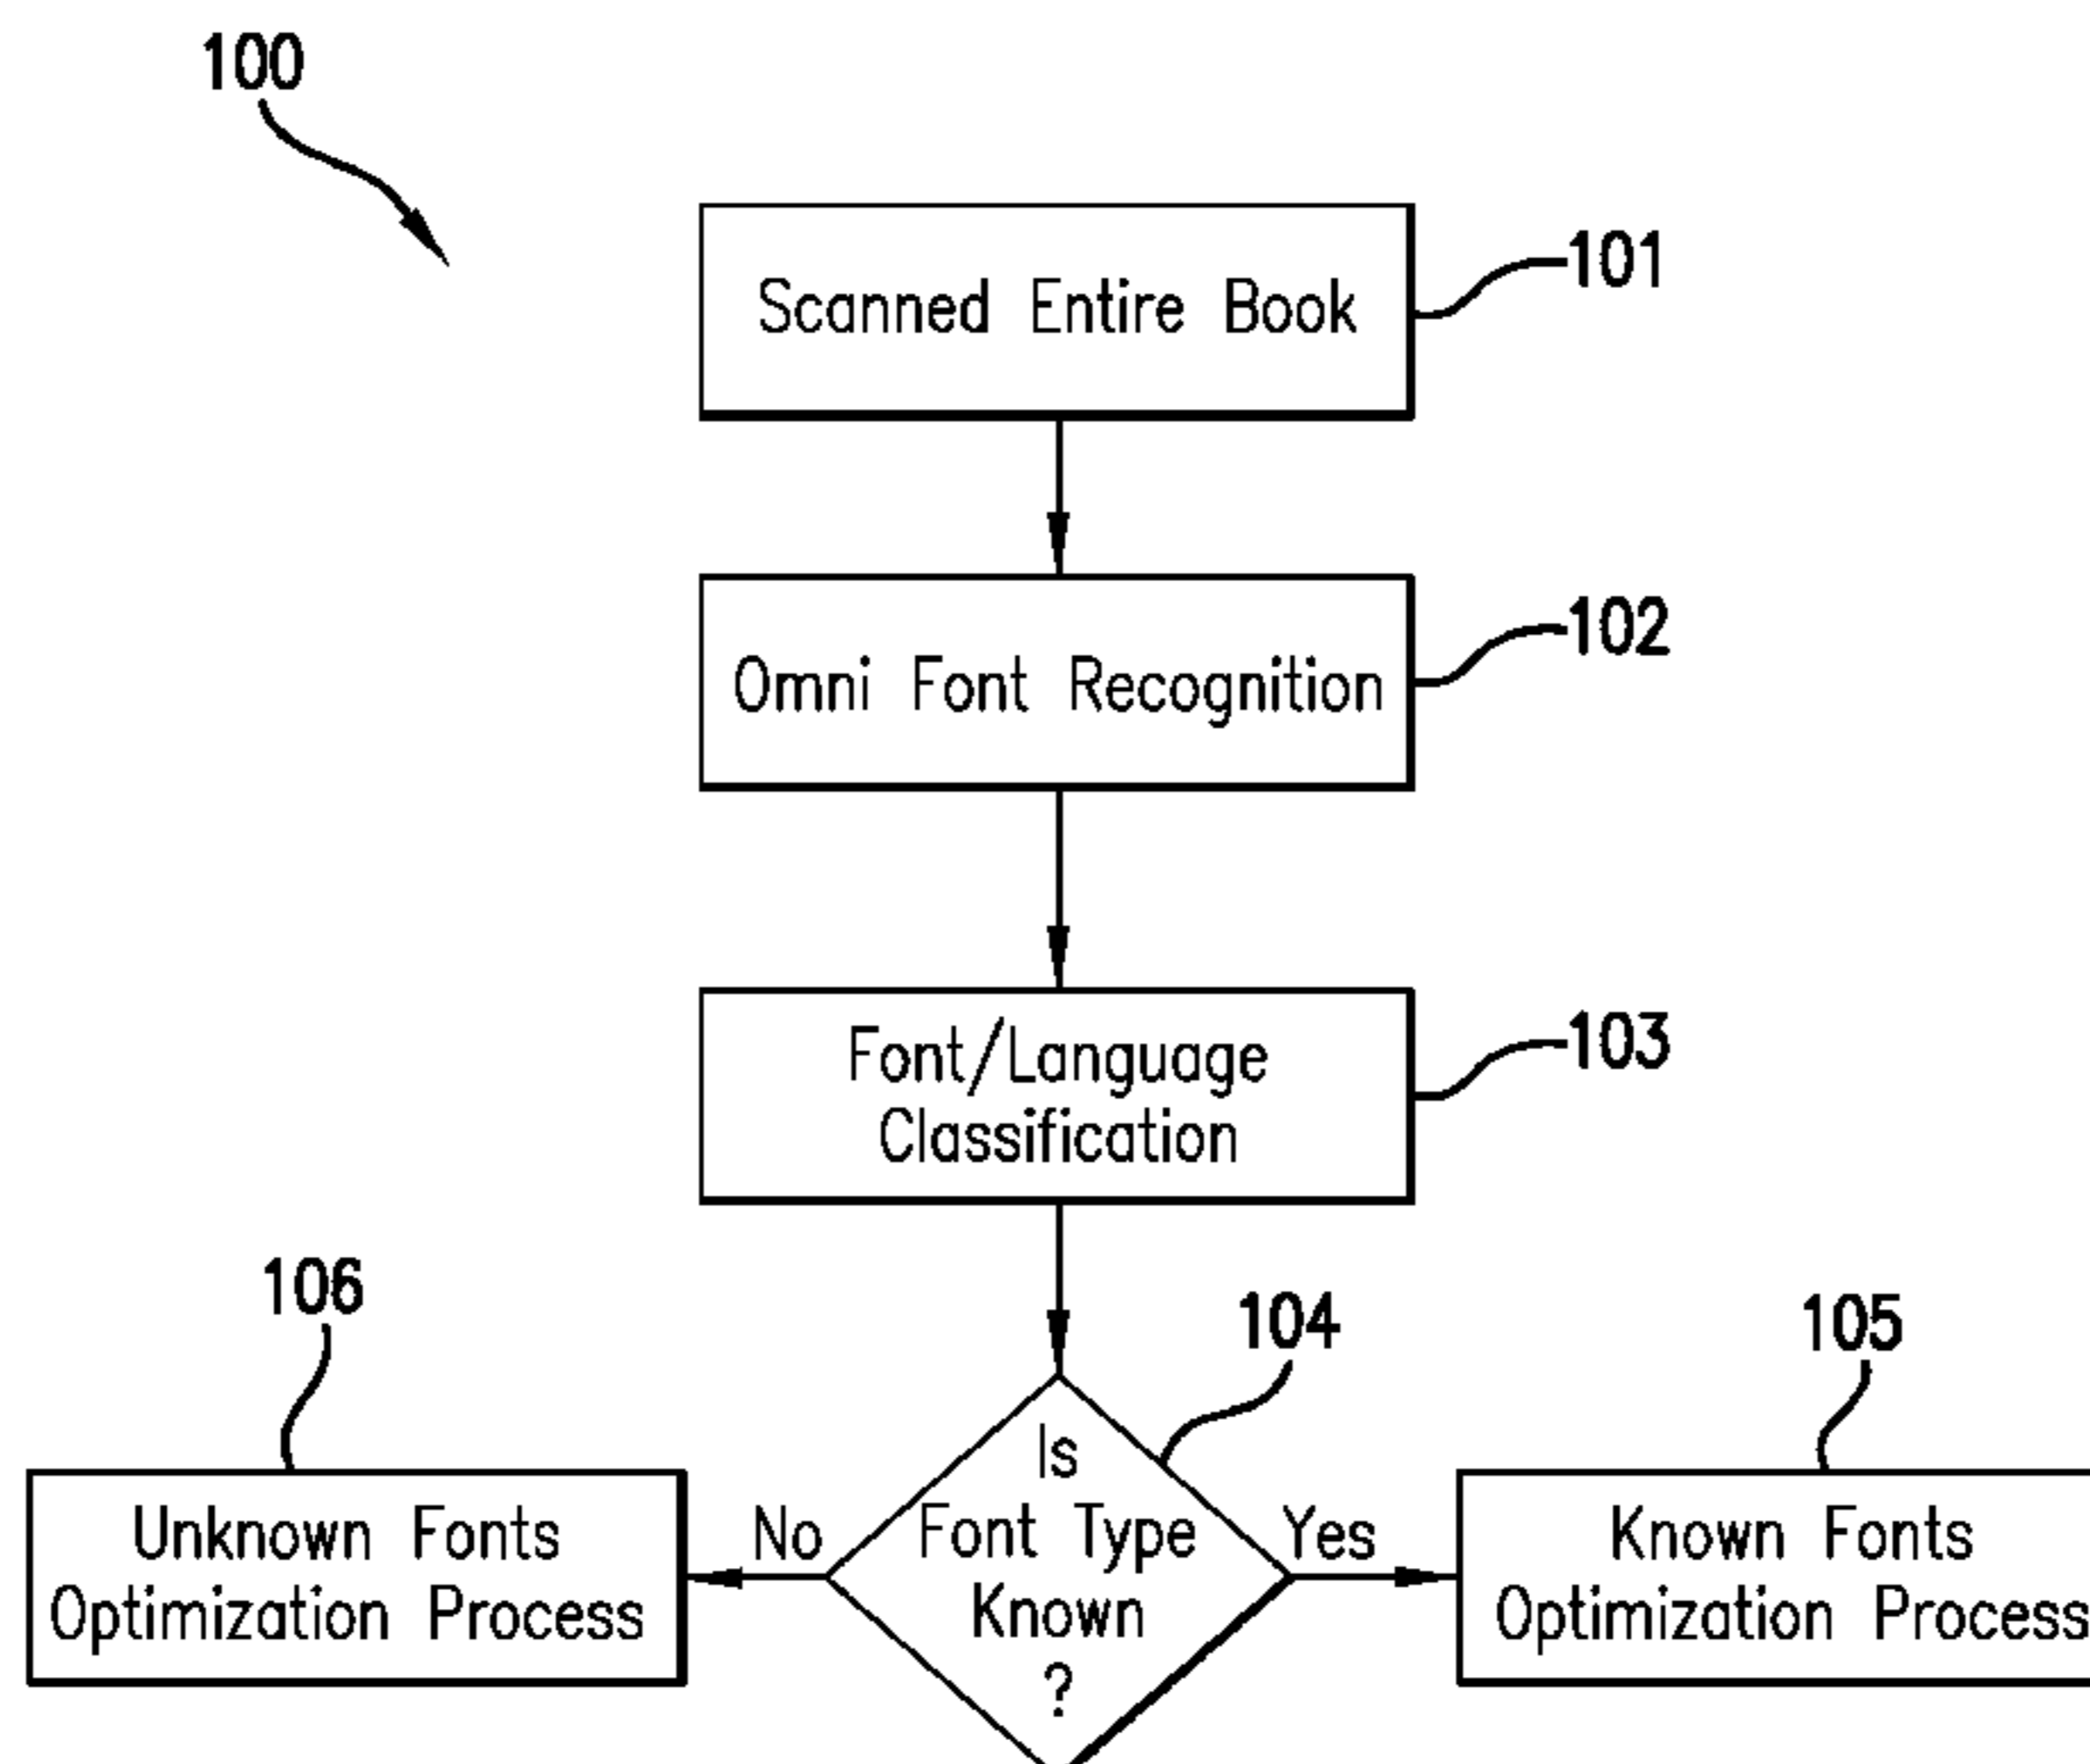 100
Scanned Entire Book
101
Omni Font Recognition
102
Font/Language
Classification
103
106
104
105
Unknown Fonts
Optimization Process
No
Is
Font Type
Known
?
Yes
Known Fonts
Optimization Process